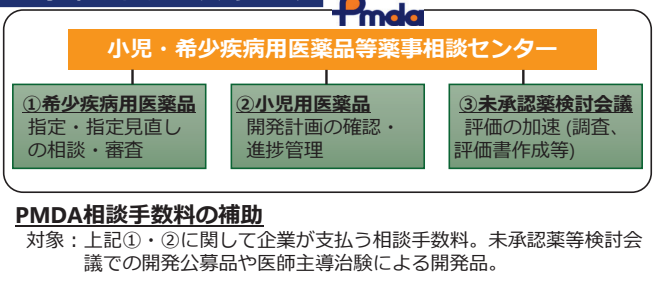 Pmda
小児・希少疾病用医薬品等薬事相談センター
①希少疾病用医薬品
指定・指定見直し
の相談・審査
②小児用医薬品
開発計画の確認・
進捗管理
③未承認薬検討会議
評価の加速 (調査、
評価書作成等)
PMDA相談手数料の補助
対象：上記①・②に関して企業が支払う相談手数料。未承認薬等検討会
議での開発公募品や医師主導治験による開発品。